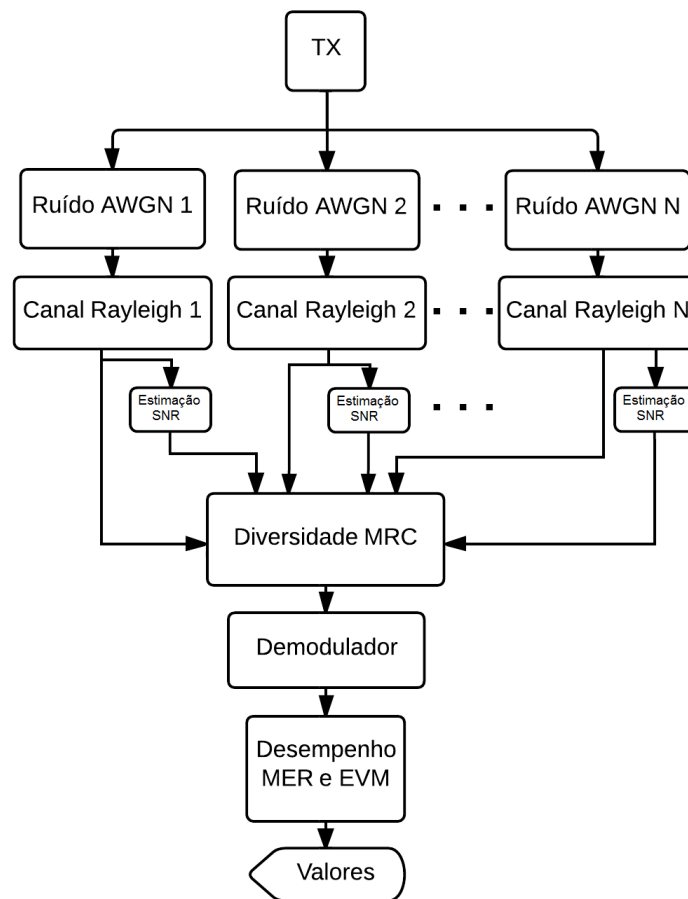 TX
Ruído AWGN 1
Ruído AWGN 2
. . .
Ruído AWGN N
Canal Rayleigh 1
Canal Rayleigh 2
. . .
Canal Rayleigh N
Estimação
SNR
Estimação
SNR
. . .
Estimação
SNR
Diversidade MRC
Demodulador
Desempenho
MER e EVM
Valores